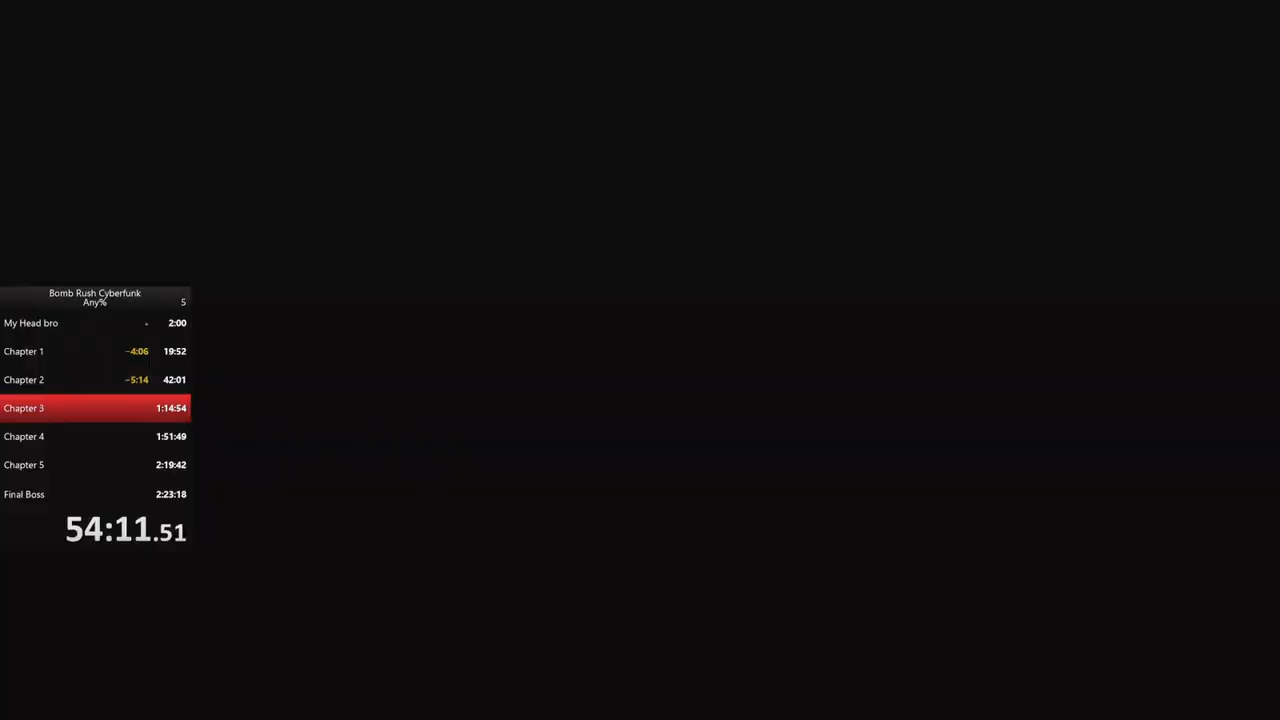 Bomb Rush Cyberfunk
Any% 5
My Head bro - 2:00
Chapter 1 −4:06 19:52
Chapter 2 −5:14 42:01
Chapter 3 1:14:54
Chapter 4 1:51:49
Chapter 5 2:19:42
Final Boss 2:23:18
54:11.51